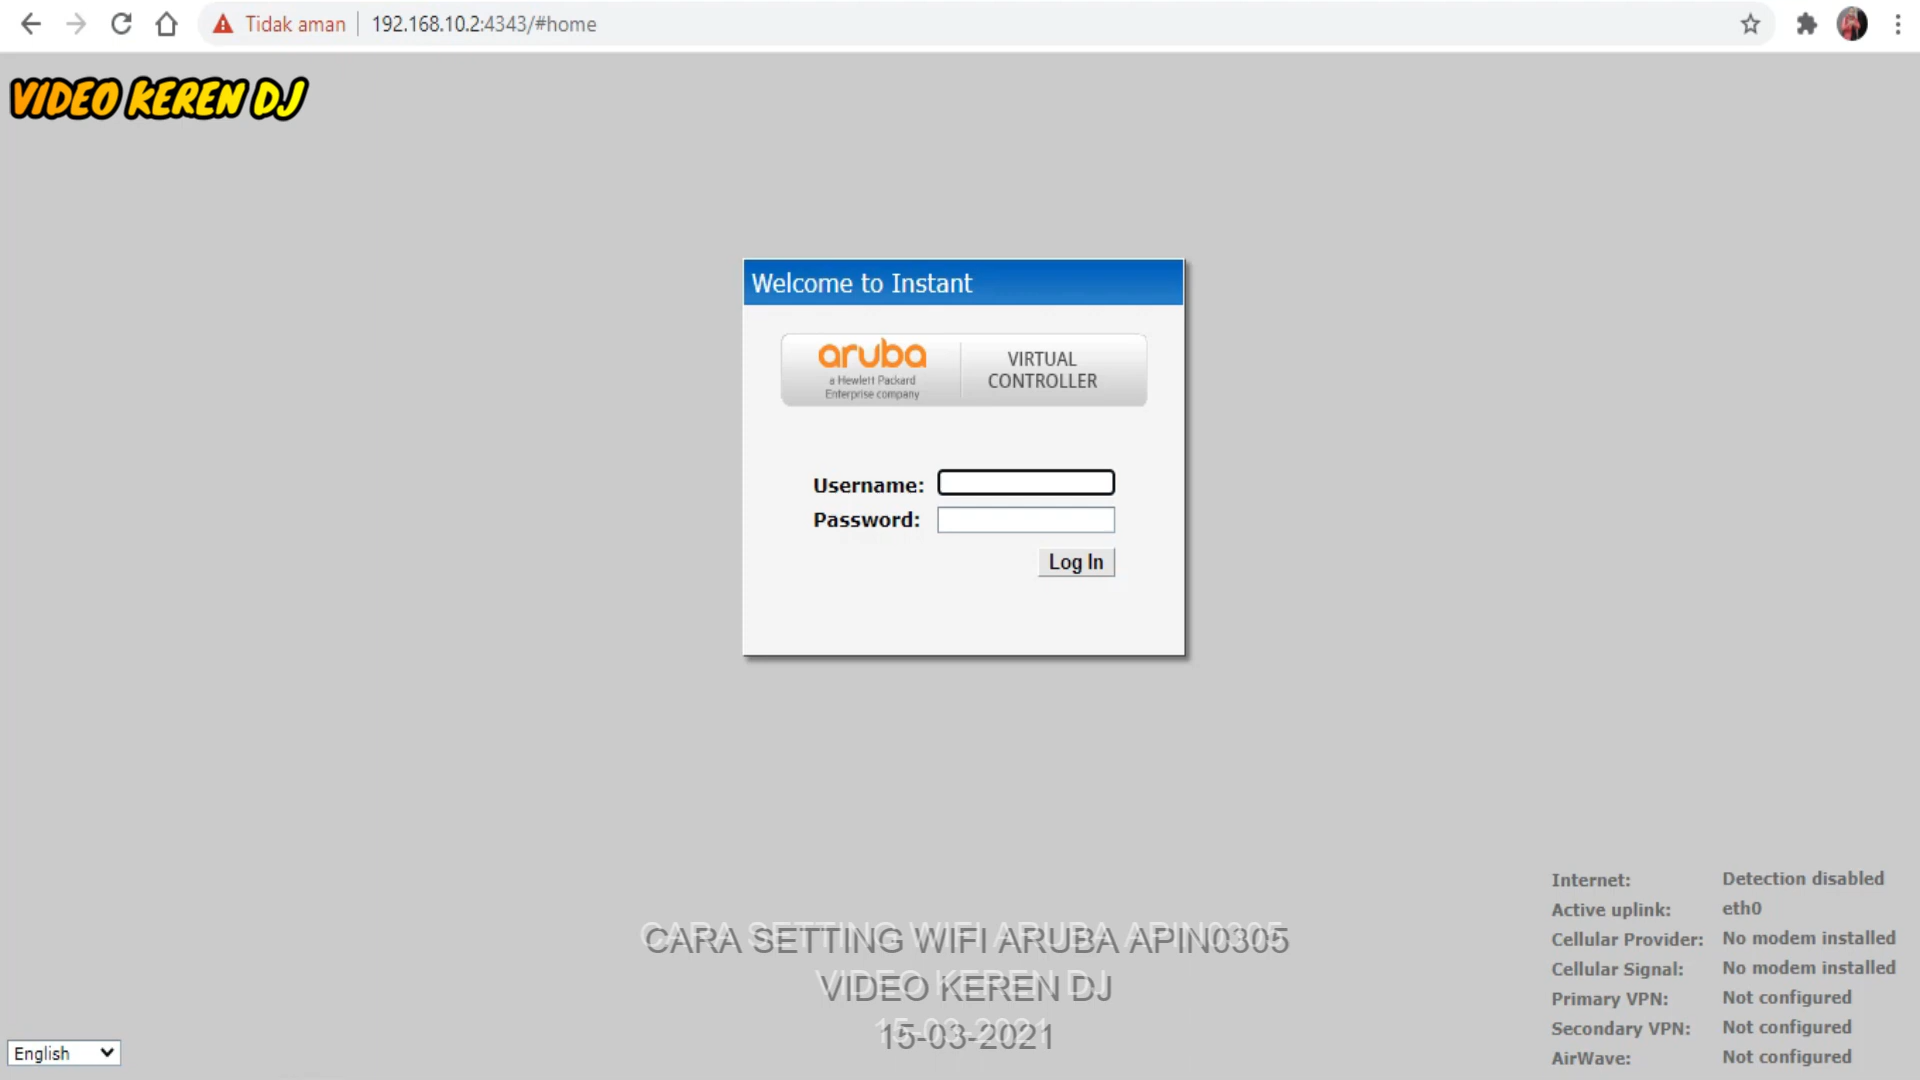 Tidak aman
192.168.10.2:4343/#home
VIDEO KEREN DJ
Welcome to Instant
aruba
a Hewlett Packard
Enterprise company
VIRTUAL
CONTROLLER
Username:
Password:
Log In
Internet: Detection disabled
Active uplink: eth0
Cellular Provider: No modem installed
Cellular Signal: No modem installed
Primary VPN: Not configured
Secondary VPN: Not configured
AirWave: Not configured
CARA SETTING WIFI ARUBA APIN0305
VIDEO KEREN DJ
15-03-2021
English